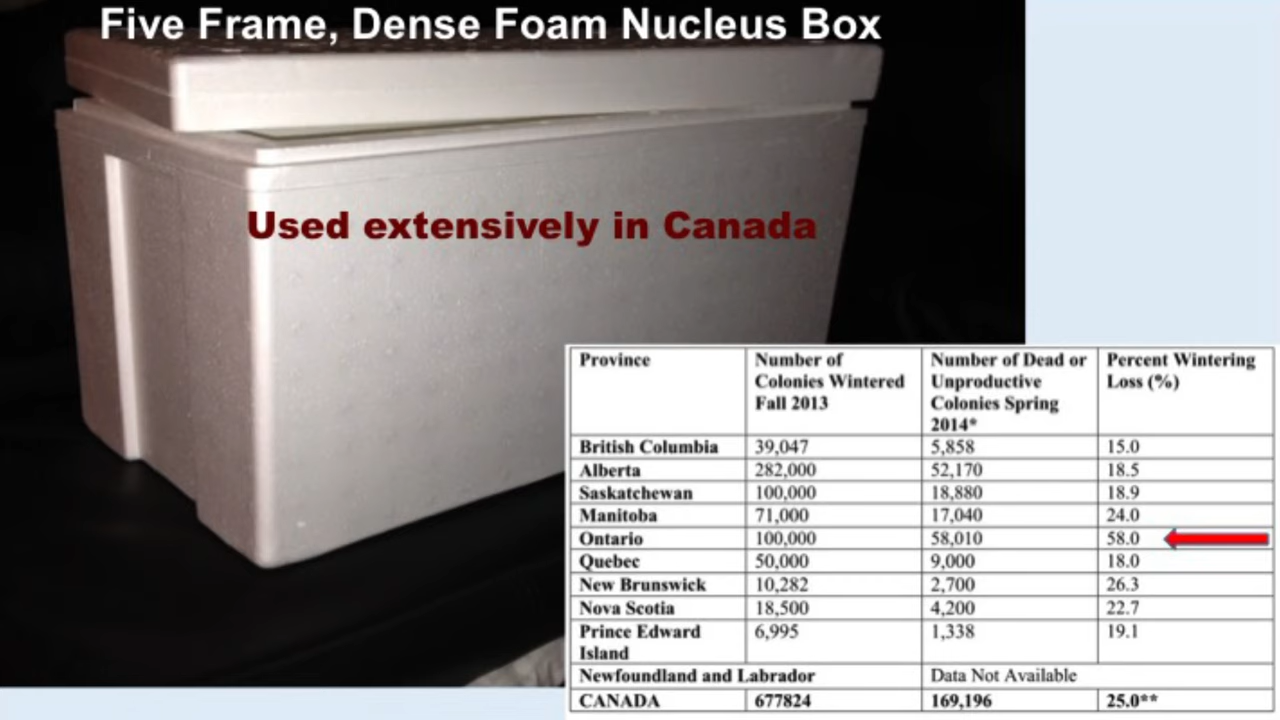 Five Frame, Dense Foam Nucleus Box
Used extensively in Canada
Province Number of Colonies Wintered Fall 2013 Number of Dead or Unproductive Colonies Spring 2014* Percent Wintering Loss (%)
British Columbia 39,047 5,858 15.0
Alberta 282,000 52,170 18.5
Saskatchewan 100,000 18,880 18.9
Manitoba 71,000 17,040 24.0
Ontario 100,000 58,010 58.0
Quebec 50,000 9,000 18.0
New Brunswick 10,282 2,700 26.3
Nova Scotia 18,500 4,200 22.7
Prince Edward Island 6,995 1,338 19.1
Newfoundland and Labrador Data Not Available
CANADA 677824 169,196 25.0**